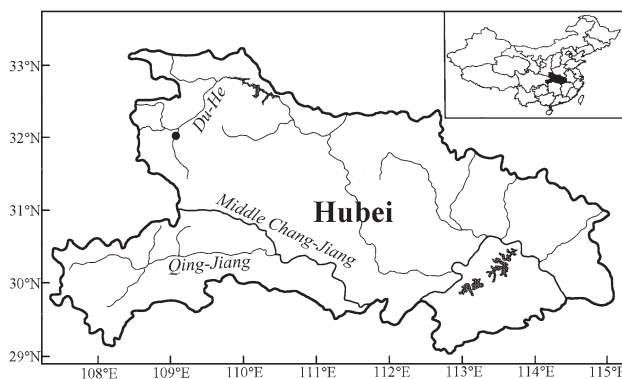 33°N
32°N
31°N
30°N
29°N
Du-He
Hubei
Middle Chang-Jiang
Qing-Jiang
108°E 109°E 110°E 111°E 112°E 113°E 114°E 115°E